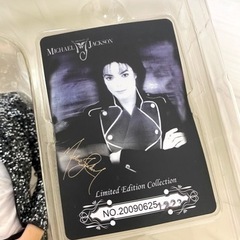 MICHAEL JACKSON
Limited Edition Collection
NO.20090625